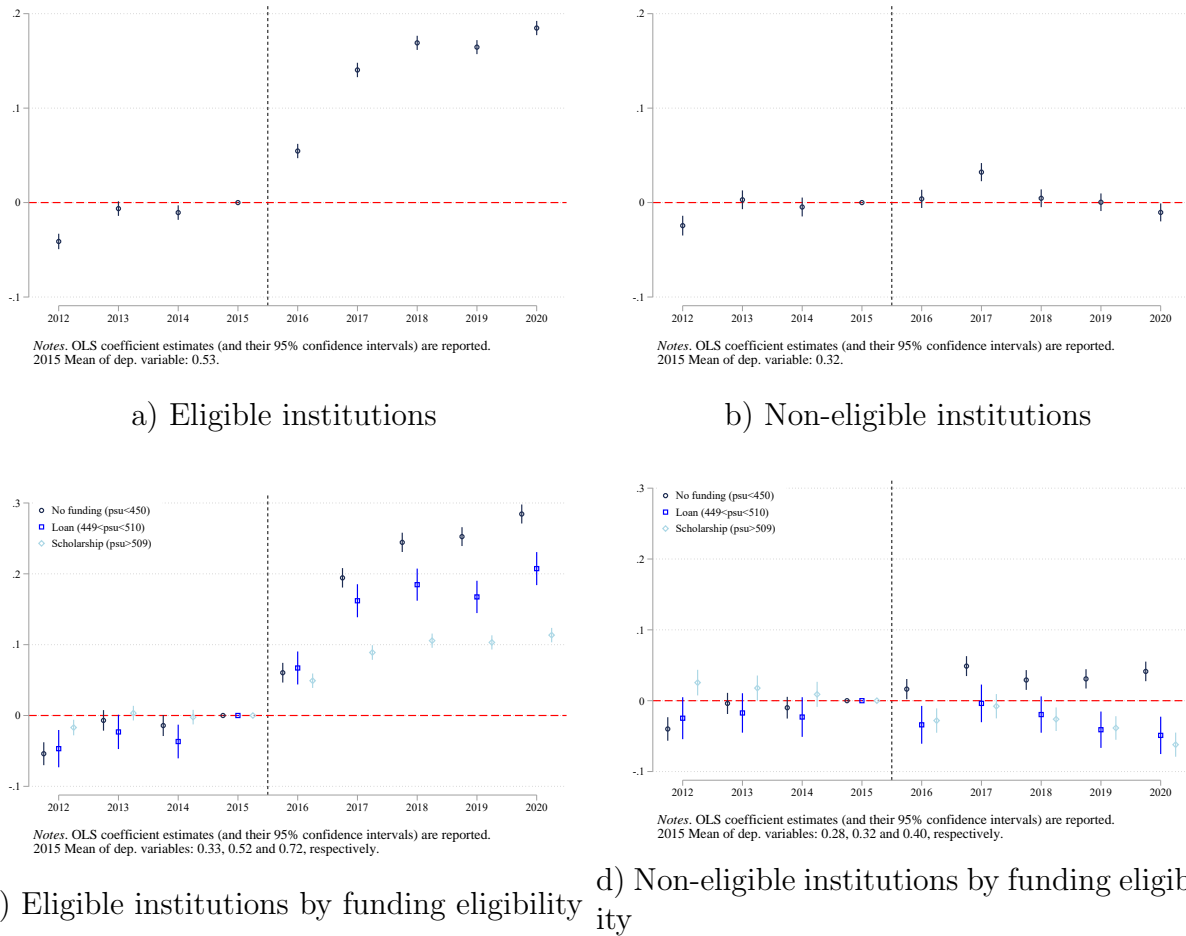 .2
.1
0
-.1
2012 2013 2014 2015 2016 2017 2018 2019 2020
Notes. OLS coefficient estimates (and their 95% confidence intervals) are reported.
2015 Mean of dep. variable: 0.53.
a) Eligible institutions
.2
.1
0
-.1
2012 2013 2014 2015 2016 2017 2018 2019 2020
Notes. OLS coefficient estimates (and their 95% confidence intervals) are reported.
2015 Mean of dep. variable: 0.32.
b) Non-eligible institutions
.3
.2
.1
0
-.1
No funding (psu<450)
Loan (449<psu<510)
Scholarship (psu>509)
2012 2013 2014 2015 2016 2017 2018 2019 2020
Notes. OLS coefficient estimates (and their 95% confidence intervals) are reported.
2015 Mean of dep. variables: 0.33, 0.52 and 0.72, respectively.
) Eligible institutions by funding eligibility
.3
.2
.1
0
-.1
No funding (psu<450)
Loan (449<psu<510)
Scholarship (psu>509)
2012 2013 2014 2015 2016 2017 2018 2019 2020
Notes. OLS coefficient estimates (and their 95% confidence intervals) are reported.
2015 Mean of dep. variables: 0.28, 0.32 and 0.40, respectively.
d) Non-eligible institutions by funding eligib
ity